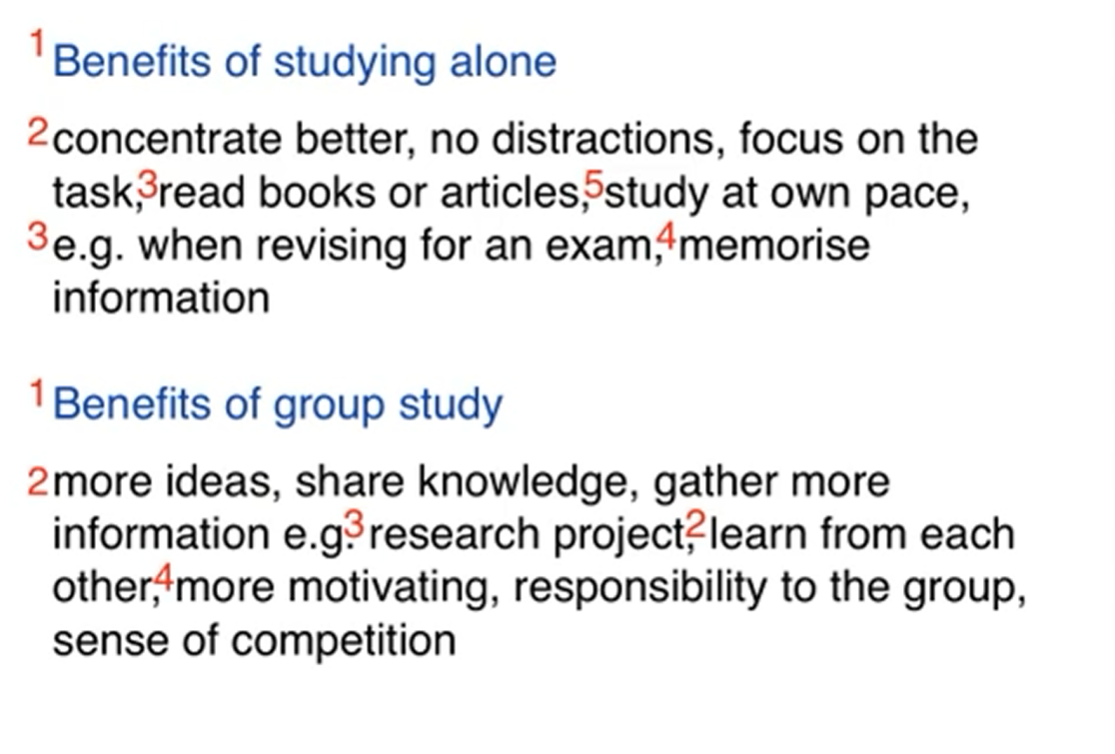 1 Benefits of studying alone
2 concentrate better, no distractions, focus on the
task,3 read books or articles,5 study at own pace,
3 e.g. when revising for an exam,4 memorise
information
1 Benefits of group study
2 more ideas, share knowledge, gather more
information e.g.3 research project,2 learn from each
other,4 more motivating, responsibility to the group,
sense of competition